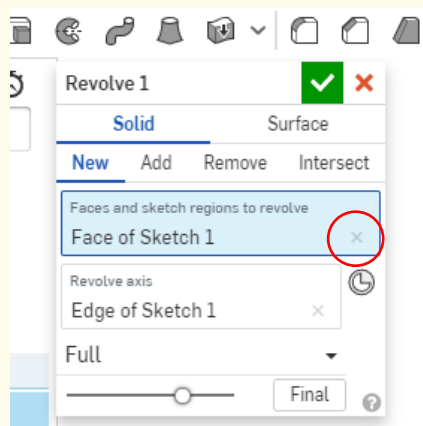 Revolve 1
Solid Surface
New Add Remove Intersect
Faces and sketch regions to revolve
Face of Sketch 1
Revolve axis
Edge of Sketch 1
Full
Final